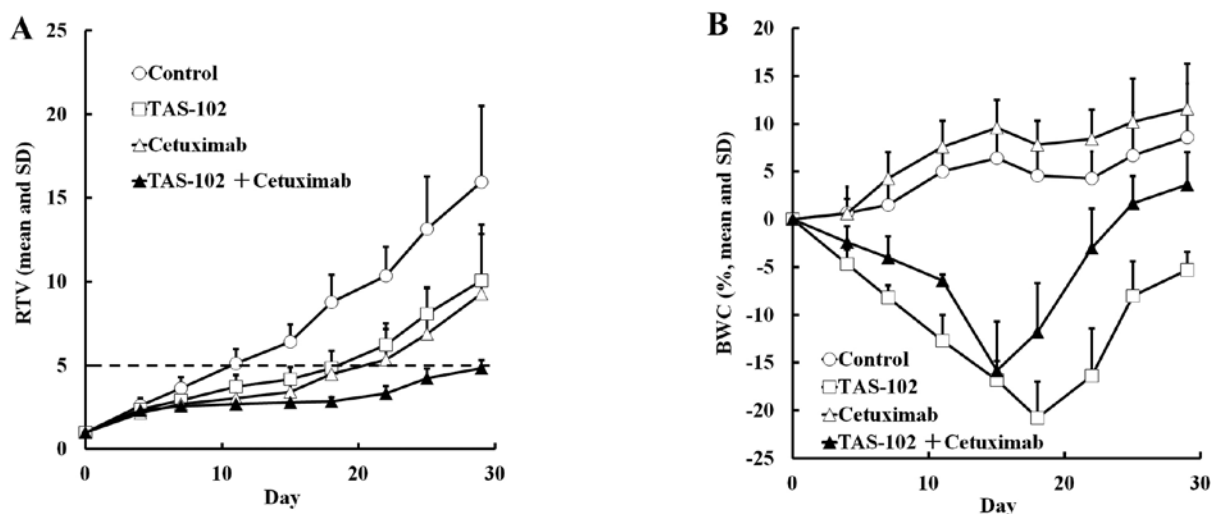 A
RTV (mean and SD)
25
20
15
10
5
0
Control
TAS-102
Cetuximab
TAS-102 + Cetuximab
0 10 20 30
Day
B
BWC (%, mean and SD)
20
15
10
5
0
-5
-10
-15
-20
-25
Control
TAS-102
Cetuximab
TAS-102 + Cetuximab
0 10 20 30
Day